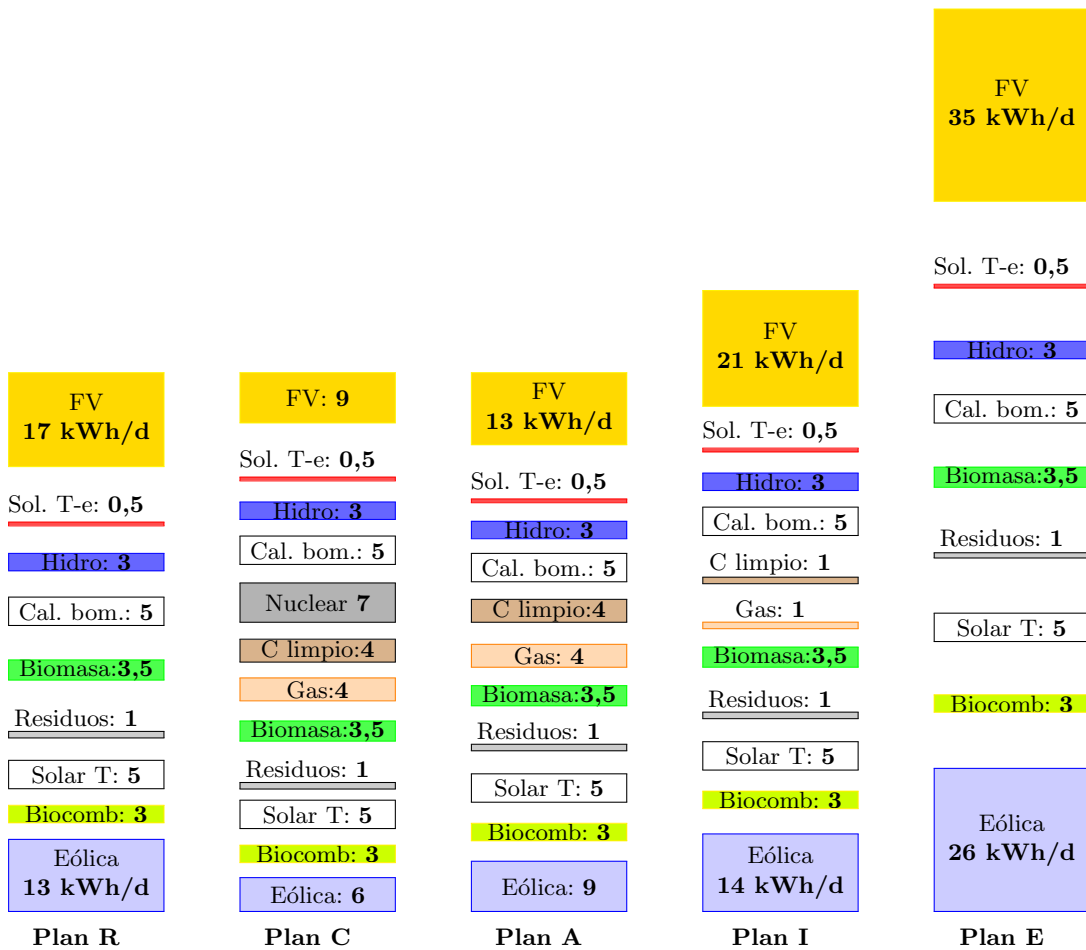 FV
17 kWh/d
Sol. T-e: 0,5
Hidro: 3
Cal. bom.: 5
Biomasa:3,5
Residuos: 1
Solar T: 5
Biocomb: 3
Eólica
13 kWh/d
Plan R
FV: 9
Sol. T-e: 0,5
Hidro: 3
Cal. bom.: 5
Nuclear 7
C limpio:4
Gas:4
Biomasa:3,5
Residuos: 1
Solar T: 5
Biocomb: 3
Eólica: 6
Plan C
FV
13 kWh/d
Sol. T-e: 0,5
Hidro: 3
Cal. bom.: 5
C limpio:4
Gas: 4
Biomasa:3,5
Residuos: 1
Solar T: 5
Biocomb: 3
Eólica: 9
Plan A
FV
21 kWh/d
Sol. T-e: 0,5
Hidro: 3
Cal. bom.: 5
C limpio: 1
Gas: 1
Biomasa:3,5
Residuos: 1
Solar T: 5
Biocomb: 3
Eólica
14 kWh/d
Plan I
FV
35 kWh/d
Sol. T-e: 0,5
Hidro: 3
Cal. bom.: 5
Biomasa:3,5
Residuos: 1
Solar T: 5
Biocomb: 3
Eólica
26 kWh/d
Plan E